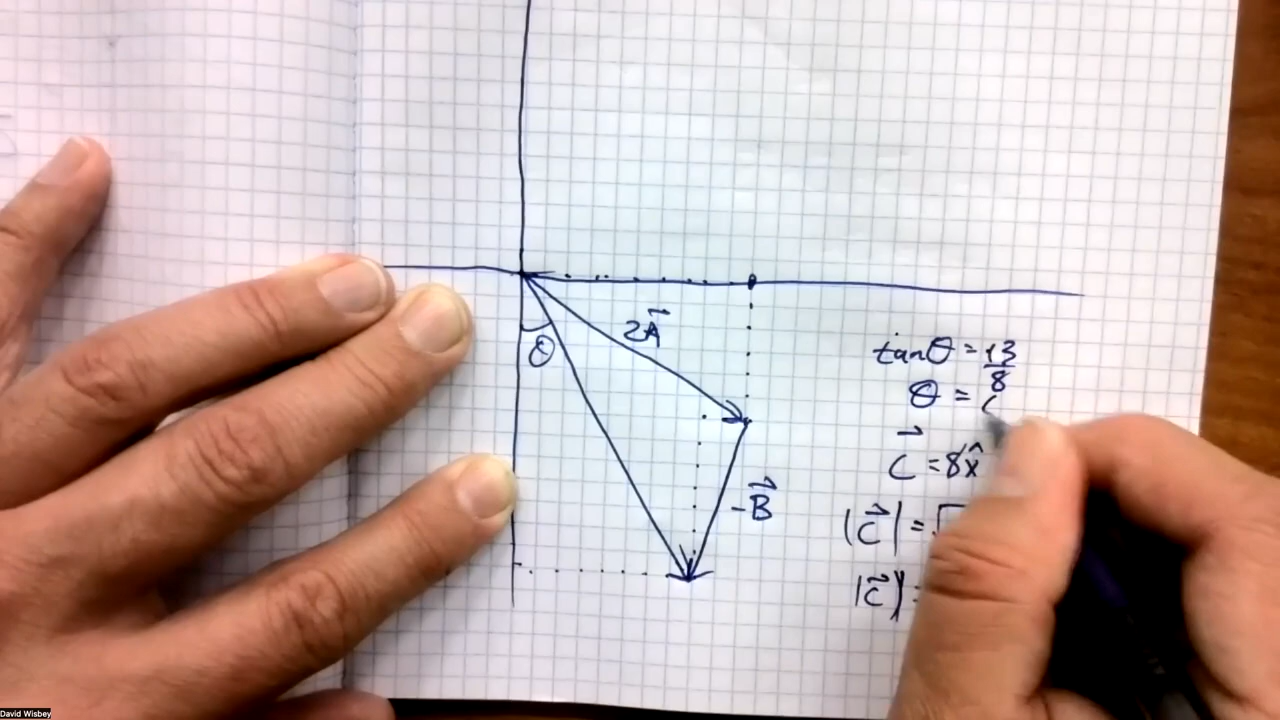 2A⃗
θ
-B⃗
tanθ = 13/8
θ =
C⃗ = 8x̂
|C⃗| =
|C⃗| =
David Wisbey